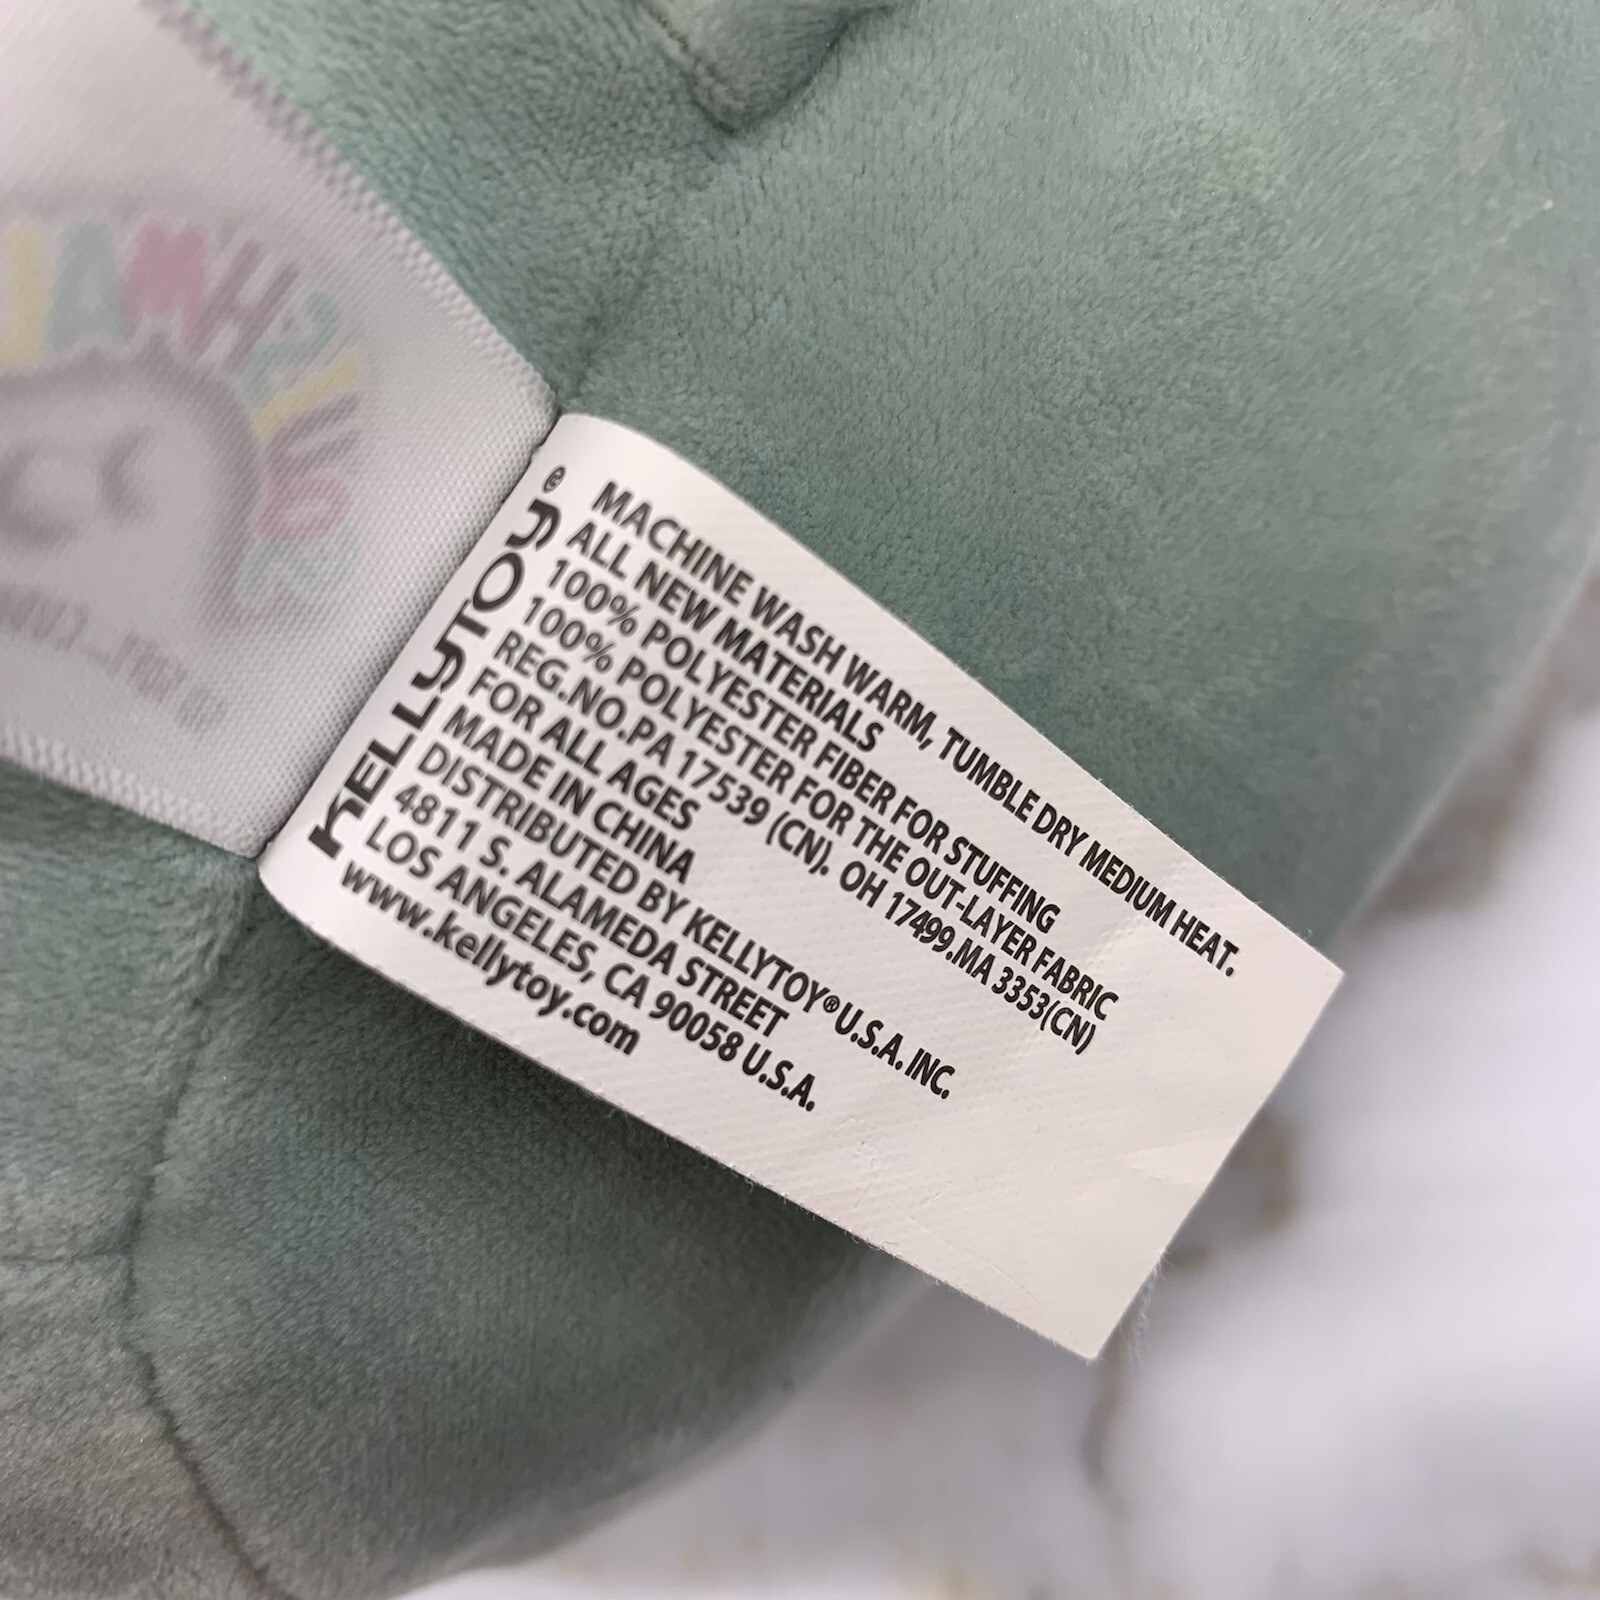 KELLYTOY®
MACHINE WASH WARM, TUMBLE DRY MEDIUM HEAT.
ALL NEW MATERIALS
100% POLYESTER FIBER FOR STUFFING
100% POLYESTER FOR THE OUT-LAYER FABRIC
REG.NO.PA 17539 (CN). OH 17499.MA 3353(CN)
FOR ALL AGES
MADE IN CHINA
DISTRIBUTED BY KELLYTOY® U.S.A. INC.
4811 S. ALAMEDA STREET
LOS ANGELES, CA 90058 U.S.A.
www.kellytoy.com